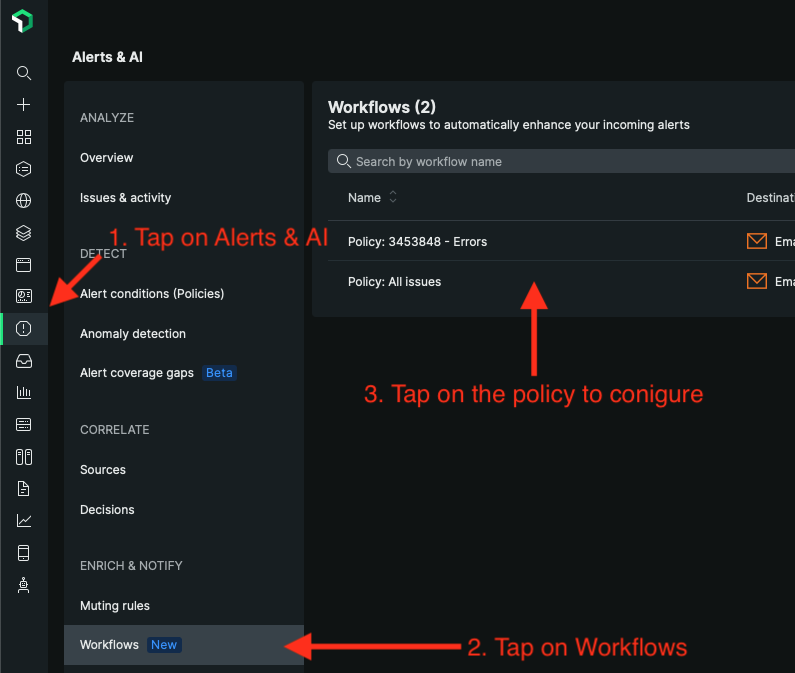 Alerts & AI
ANALYZE
Overview
Issues & activity
1. Tap on Alerts & AI
DETECT
Alert conditions (Policies)
Anomaly detection
Alert coverage gaps Beta
CORRELATE
Sources
Decisions
ENRICH & NOTIFY
Muting rules
Workflows New
2. Tap on Workflows
Workflows (2)
Set up workflows to automatically enhance your incoming alerts
Search by workflow name
Name Destinati
Policy: 3453848 - Errors Ema
Policy: All issues Ema
3. Tap on the policy to conigure